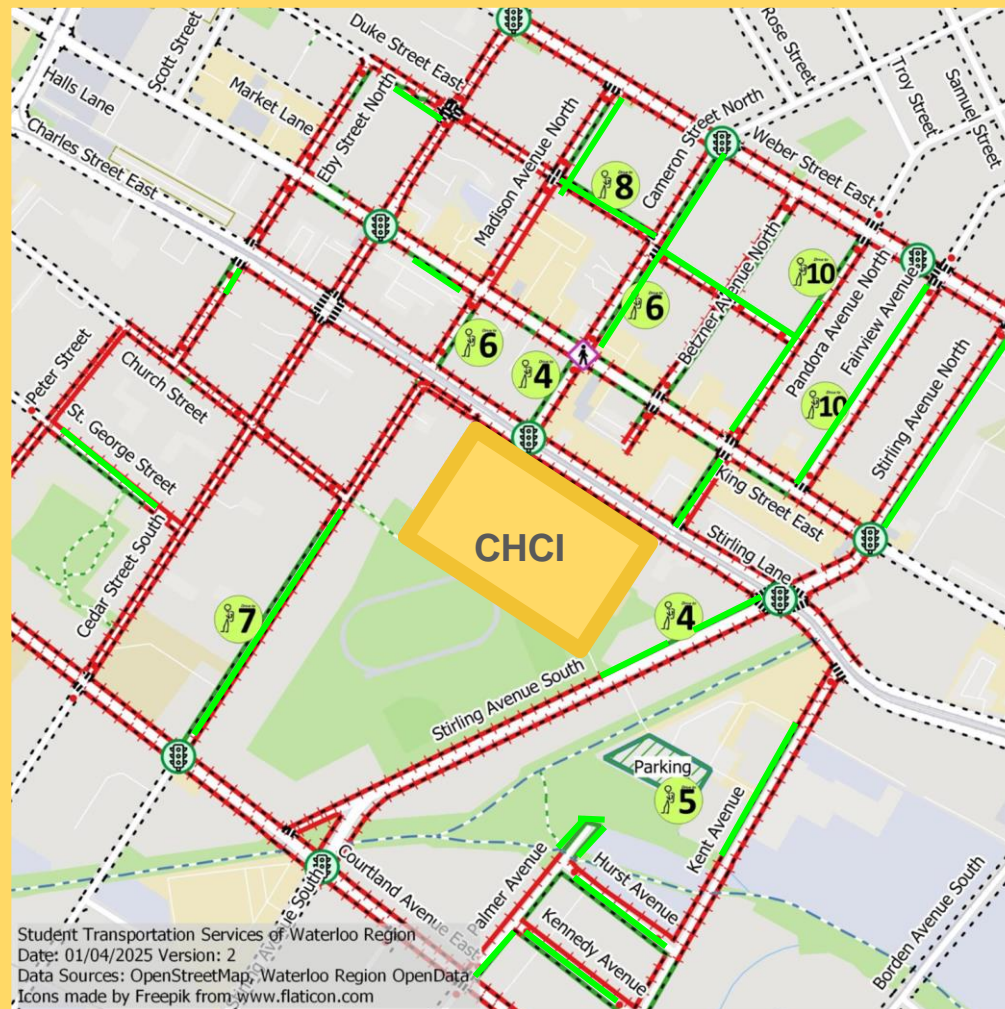 Rose Street
Duke Street East
Scott Street
Troy Street
Samuel Street
Halls Lane
Market Lane
Eby Street North
Madison Avenue North
Cameron Street North
Weber Street East
Charles Street East
8
Betzner Avenue North
10
Pandora Avenue North
Fairview Avenue
6
6
4
10
Stirling Avenue North
Peter Street
Church Street
St. George Street
King Street East
CHCI
Stirling Lane
Cedar Street South
7
4
Stirling Avenue South
Parking
5
Kent Avenue
Palmer Avenue
Hurst Avenue
Courtland Avenue East
Kennedy Avenue
Borden Avenue South
Student Transportation Services of Waterloo Region
Date: 01/04/2025 Version: 2
Data Sources: OpenStreetMap, Waterloo Region OpenData
Icons made by Freepik from www.flaticon.com